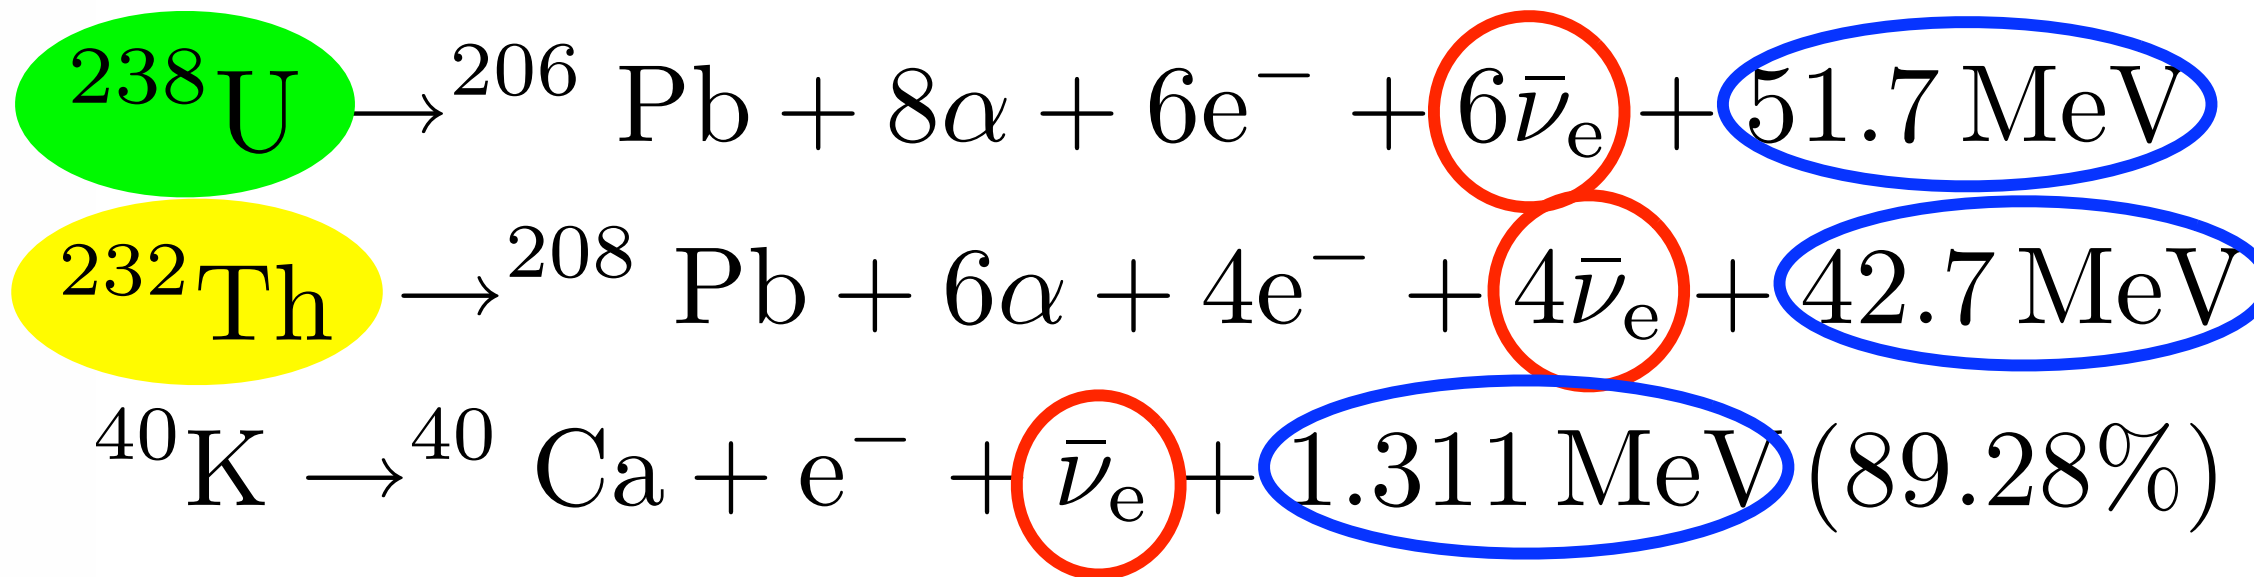 ²³⁸U →²⁰⁶ Pb + 8α + 6e⁻ + 6ν̄ₑ + 51.7 MeV
²³²Th →²⁰⁸ Pb + 6α + 4e⁻ + 4ν̄ₑ + 42.7 MeV
⁴⁰K →⁴⁰ Ca + e⁻ + ν̄ₑ + 1.311 MeV (89.28%)